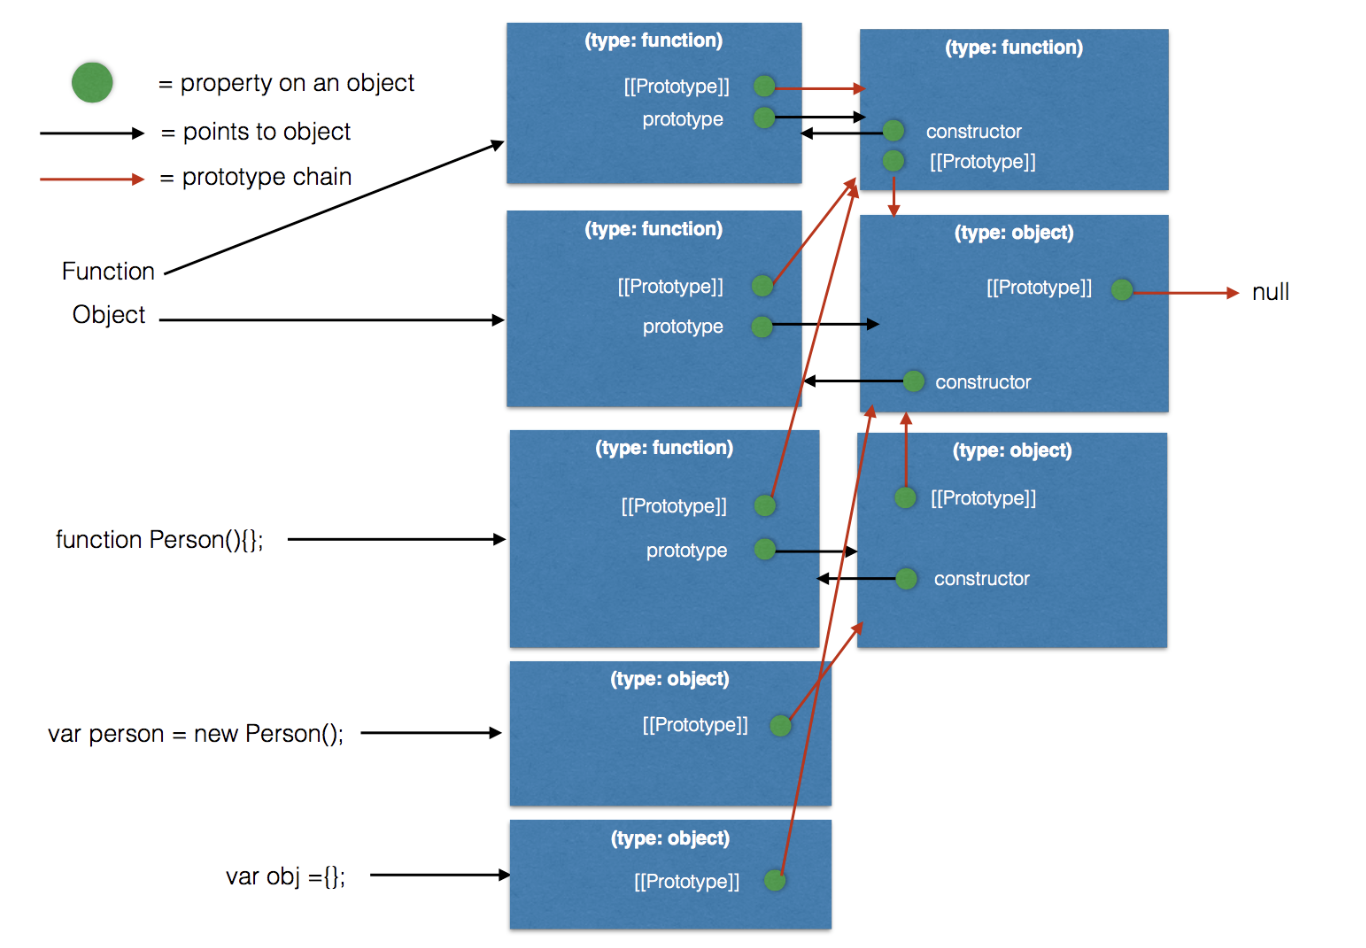 = property on an object
= points to object
= prototype chain
Function
Object
function Person(){};
var person = new Person();
var obj ={};
(type: function)
[[Prototype]]
prototype
(type: function)
constructor
[[Prototype]]
(type: function)
[[Prototype]]
prototype
(type: object)
[[Prototype]]
constructor
null
(type: function)
[[Prototype]]
prototype
(type: object)
[[Prototype]]
constructor
(type: object)
[[Prototype]]
(type: object)
[[Prototype]]